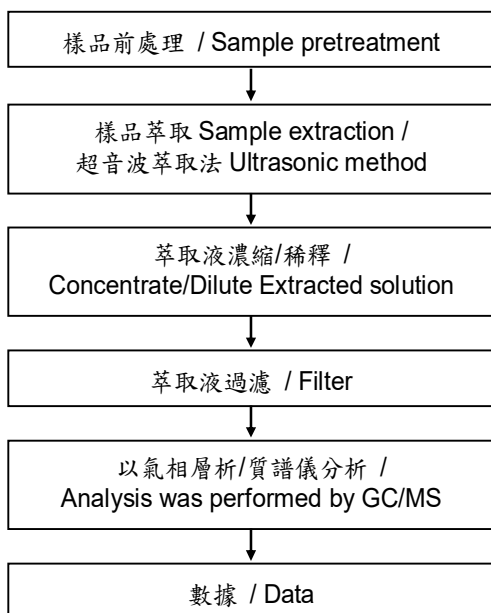 樣品前處理 / Sample pretreatment
樣品萃取 Sample extraction /
超音波萃取法 Ultrasonic method
萃取液濃縮/稀釋 /
Concentrate/Dilute Extracted solution
萃取液過濾 / Filter
以氣相層析/質譜儀分析 /
Analysis was performed by GC/MS
數據 / Data